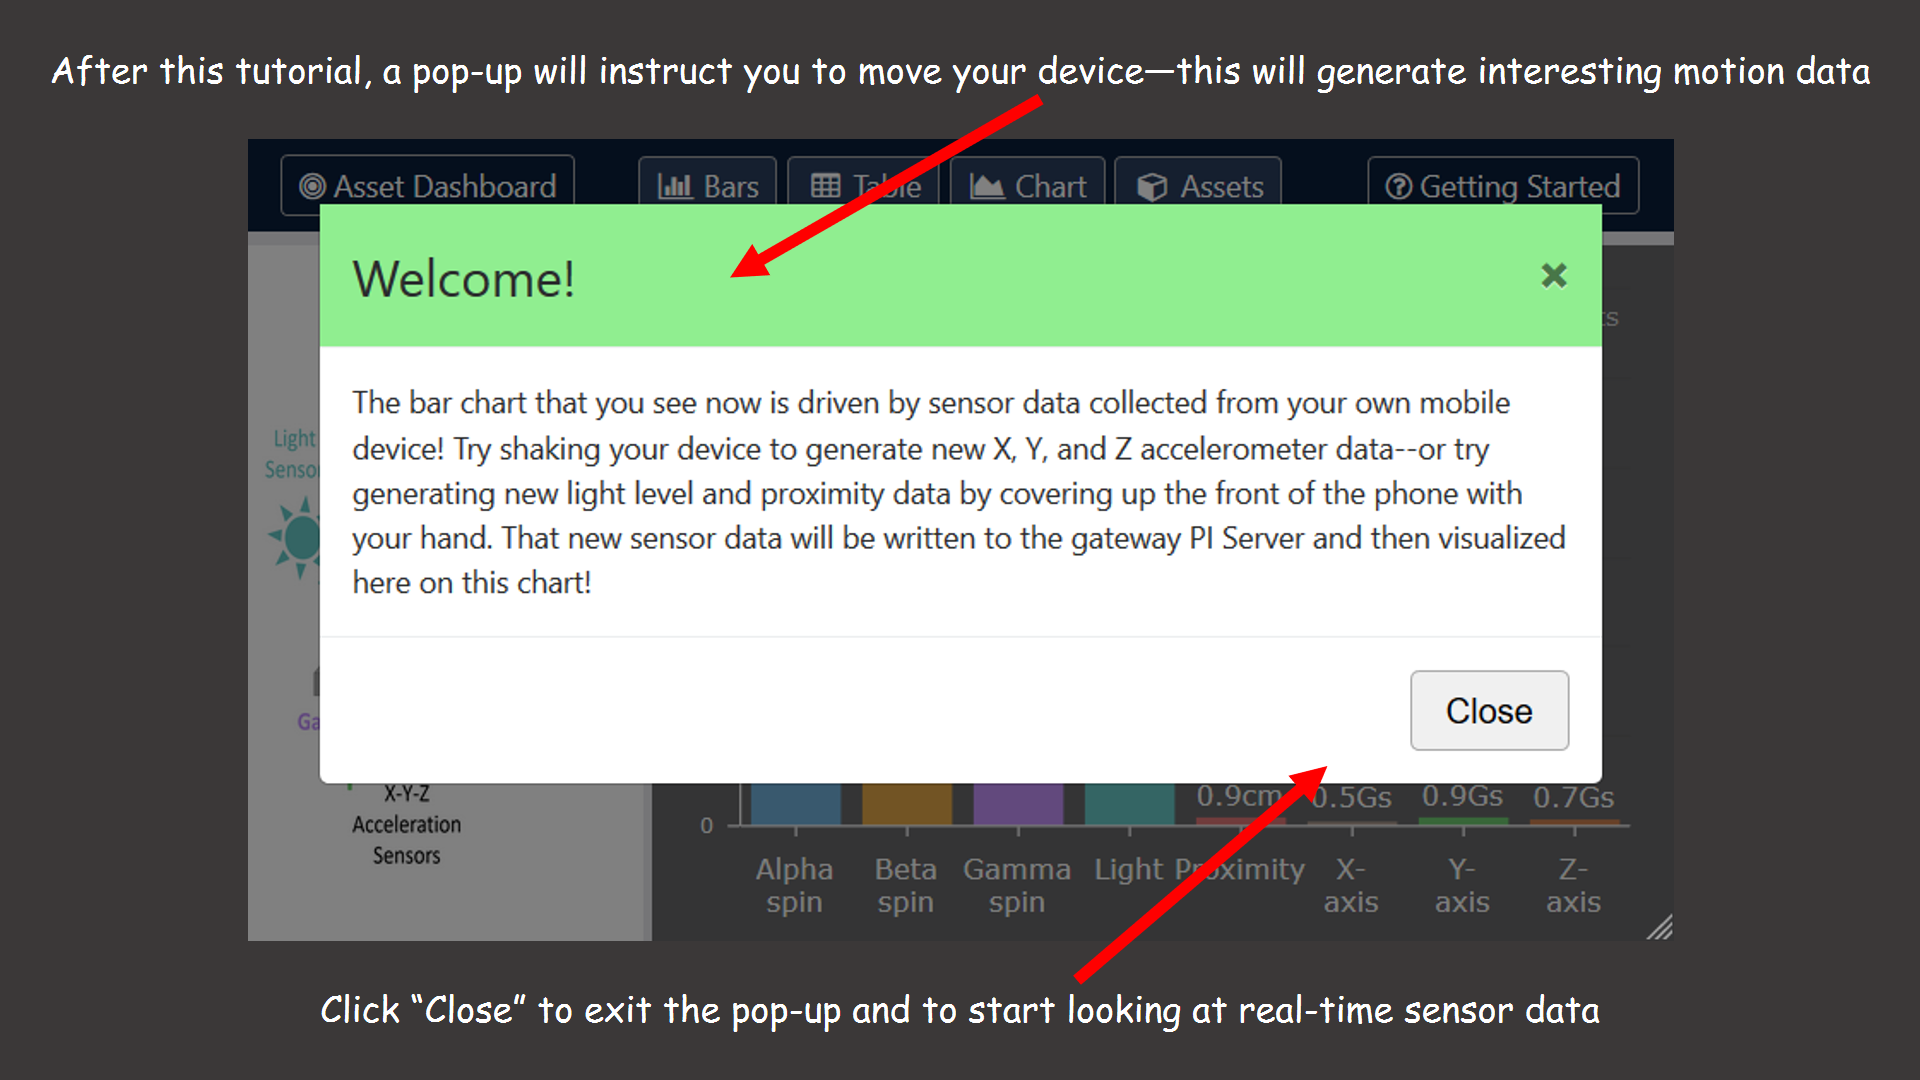 After this tutorial, a pop-up will instruct you to move your device—this will generate interesting motion data
Asset Dashboard
Bars
Table
Chart
Assets
Getting Started
Welcome!
The bar chart that you see now is driven by sensor data collected from your own mobile
device! Try shaking your device to generate new X, Y, and Z accelerometer data--or try
generating new light level and proximity data by covering up the front of the phone with
your hand. That new sensor data will be written to the gateway PI Server and then visualized
here on this chart!
Close
Light
X-Y-Z
Acceleration
Sensors
0.9cm 0.5Gs 0.9Gs 0.7Gs
0
Alpha spin
Beta spin
Gamma spin
Light
Proximity
X-axis
Y-axis
Z-axis
Click “Close” to exit the pop-up and to start looking at real-time sensor data